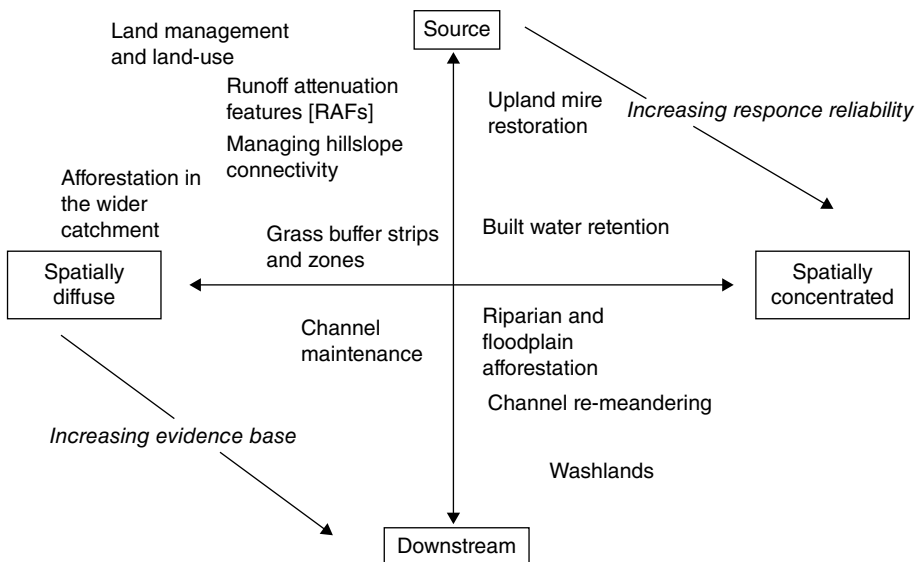 Land management
and land-use
Source
Runoff attenuation
features [RAFs]
Upland mire
restoration
Increasing responce reliability
Managing hillslope
connectivity
Afforestation in
the wider
catchment
Grass buffer strips
and zones
Built water retention
Spatially
diffuse
Spatially
concentrated
Channel
maintenance
Riparian and
floodplain
afforestation
Channel re-meandering
Increasing evidence base
Washlands
Downstream